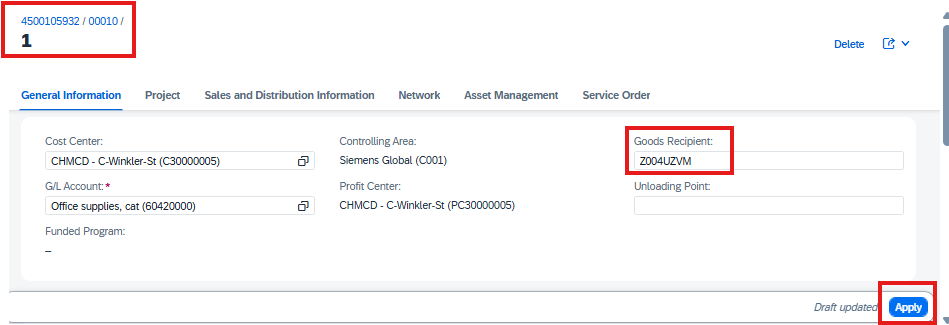 4500105932 / 00010 /
1
Delete
General Information Project Sales and Distribution Information Network Asset Management Service Order
Cost Center: Controlling Area: Goods Recipient:
CHMCD - C-Winkler-St (C30000005) Siemens Global (C001) Z004UZVM
G/L Account:* Profit Center: Unloading Point:
Office supplies, cat (60420000) CHMCD - C-Winkler-St (PC30000005)
Funded Program:
–
Draft updated Apply